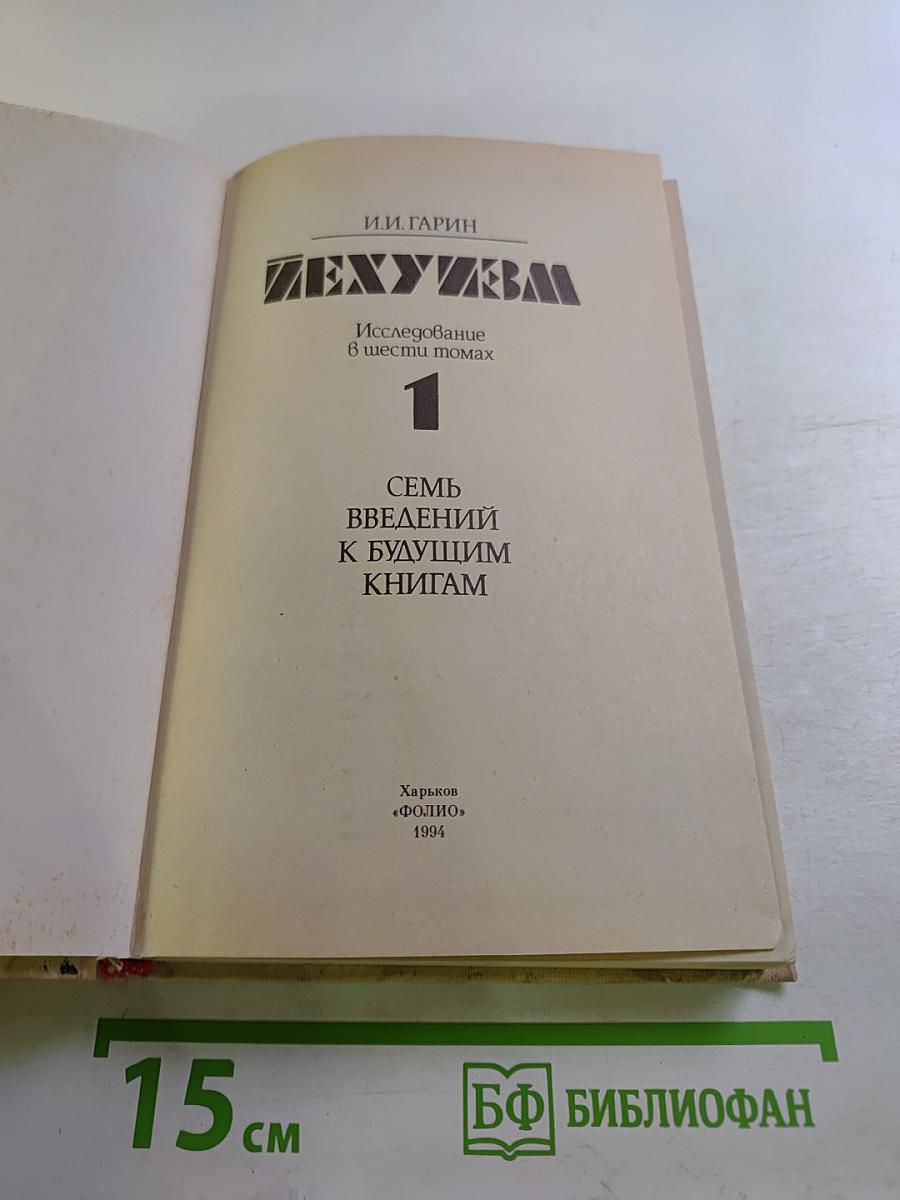 И.И. ГАРИН
ЙЕХУИЗМ
Исследование
в шести томах
1
СЕМЬ
ВВЕДЕНИЙ
К БУДУЩИМ
КНИГАМ
Харьков
«ФОЛИО»
1994
15 см
БФ БИБЛИОФАН